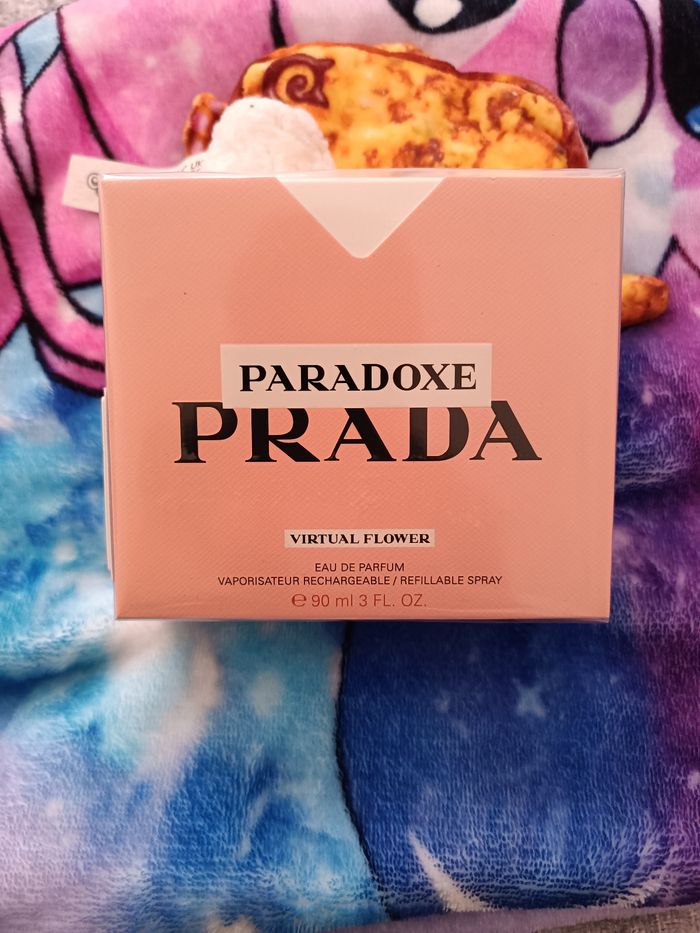 PARADOXE
PRADA
VIRTUAL FLOWER
EAU DE PARFUM
VAPORISATEUR RECHARGEABLE / REFILLABLE SPRAY
℮ 90 ml 3 FL. OZ.